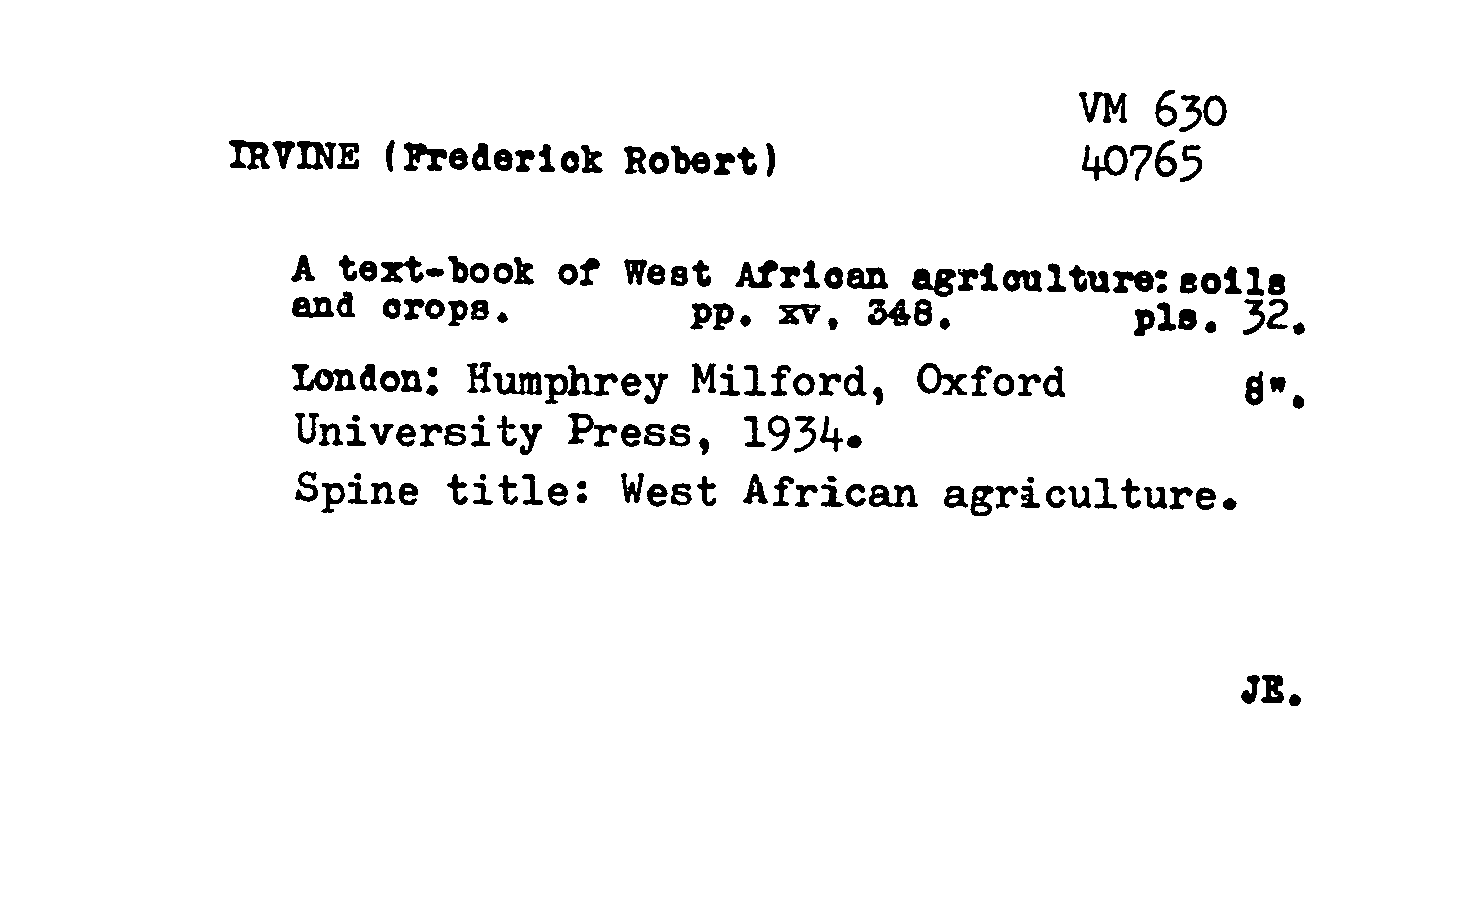 VM 630
IRVINE (Frederick Robert) 40765
A text-book of West African agriculture: soils
and crops. pp. xv, 348. pls. 32.
London: Humphrey Milford, Oxford 8".
University Press, 1934.
Spine title: West African agriculture.
JE.